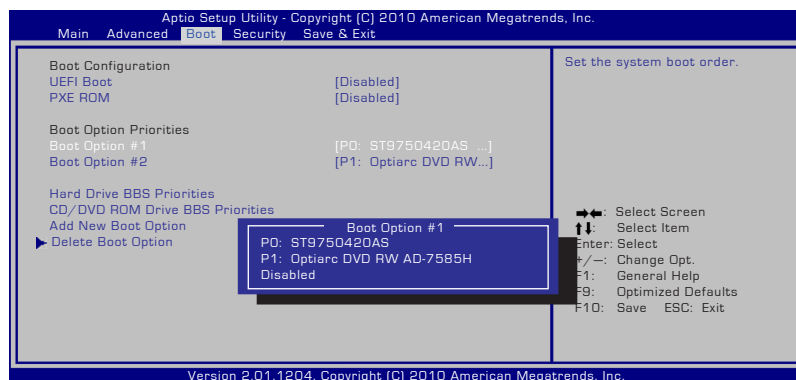 Aptio Setup Utility - Copyright (C) 2010 American Megatrends, Inc.
Main Advanced Boot Security Save & Exit
Boot Configuration
UEFI Boot [Disabled]
PXE ROM [Disabled]
Boot Option Priorities
Boot Option #1 [P0: ST9750420AS ...]
Boot Option #2 [P1: Optiarc DVD RW...]
Hard Drive BBS Priorities
CD/DVD ROM Drive BBS Priorities
Add New Boot Option
Delete Boot Option
Boot Option #1
P0: ST9750420AS
P1: Optiarc DVD RW AD-7585H
Disabled
Set the system boot order.
→←: Select Screen
↑↓: Select Item
Enter: Select
+/—: Change Opt.
F1: General Help
F9: Optimized Defaults
F10: Save ESC: Exit
Version 2.01.1204. Copyright (C) 2010 American Megatrends, Inc.